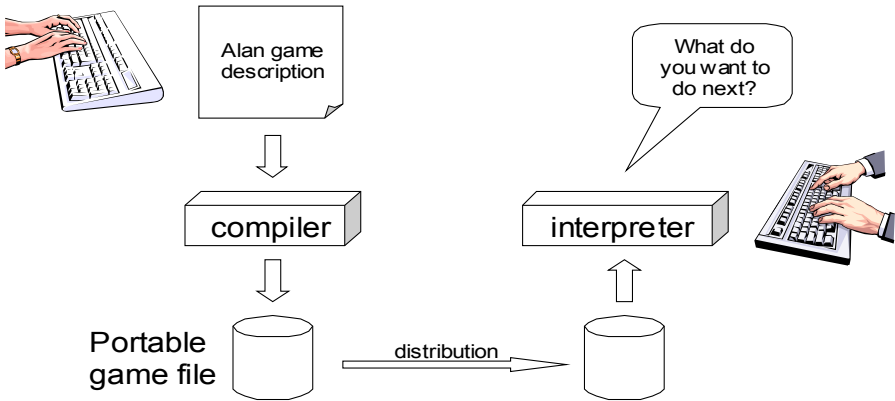 Alan game
description
What do
you want to
do next?
compiler
interpreter
Portable
game file
distribution